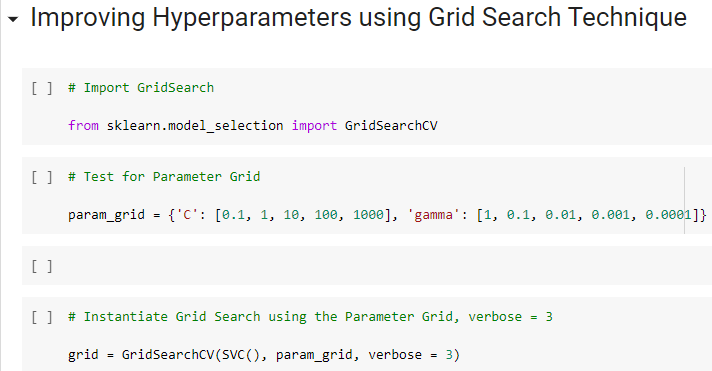 Improving Hyperparameters using Grid Search Technique
[ ] # Import GridSearch
from sklearn.model_selection import GridSearchCV
[ ] # Test for Parameter Grid
param_grid = {'C': [0.1, 1, 10, 100, 1000], 'gamma': [1, 0.1, 0.01, 0.001, 0.0001]}
[ ]
[ ] # Instantiate Grid Search using the Parameter Grid, verbose = 3
grid = GridSearchCV(SVC(), param_grid, verbose = 3)